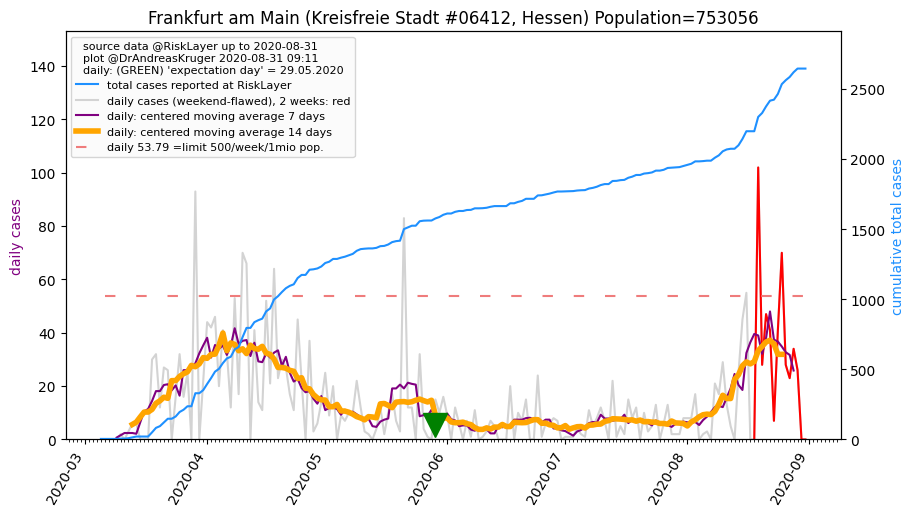 Frankfurt am Main (Kreisfreie Stadt #06412, Hessen) Population=753056
source data @RiskLayer up to 2020-08-31
plot @DrAndreasKruger 2020-08-31 09:11
daily: (GREEN) 'expectation day' = 29.05.2020
total cases reported at RiskLayer
daily cases (weekend-flawed), 2 weeks: red
daily: centered moving average 7 days
daily: centered moving average 14 days
daily 53.79 =limit 500/week/1mio pop.
daily cases
140
120
100
80
60
40
20
0
cumulative total cases
2500
2000
1500
1000
500
0
2020-03
2020-04
2020-05
2020-06
2020-07
2020-08
2020-09